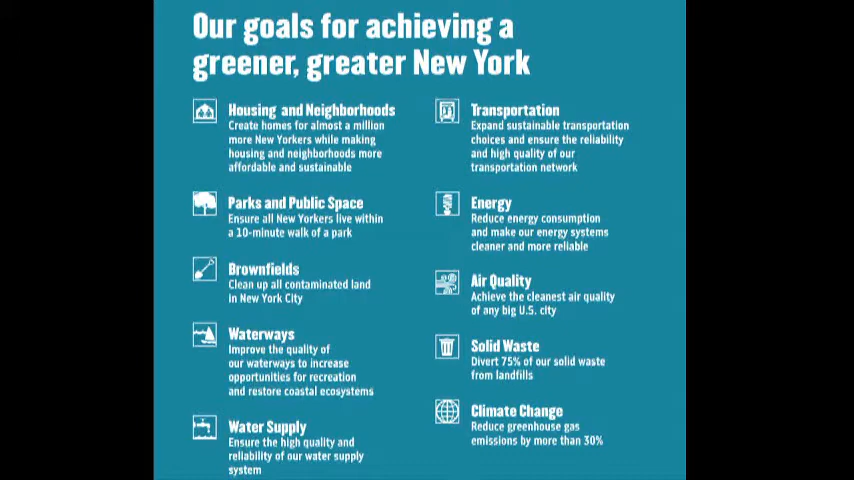 Our goals for achieving a
greener, greater New York
Housing and Neighborhoods
Create homes for almost a million
more New Yorkers while making
housing and neighborhoods more
affordable and sustainable
Parks and Public Space
Ensure all New Yorkers live within
a 10-minute walk of a park
Brownfields
Clean up all contaminated land
in New York City
Waterways
Improve the quality of
our waterways to increase
opportunities for recreation
and restore coastal ecosystems
Water Supply
Ensure the high quality and
reliability of our water supply
system
Transportation
Expand sustainable transportation
choices and ensure the reliability
and high quality of our
transportation network
Energy
Reduce energy consumption
and make our energy systems
cleaner and more reliable
Air Quality
Achieve the cleanest air quality
of any big U.S. city
Solid Waste
Divert 75% of our solid waste
from landfills
Climate Change
Reduce greenhouse gas
emissions by more than 30%